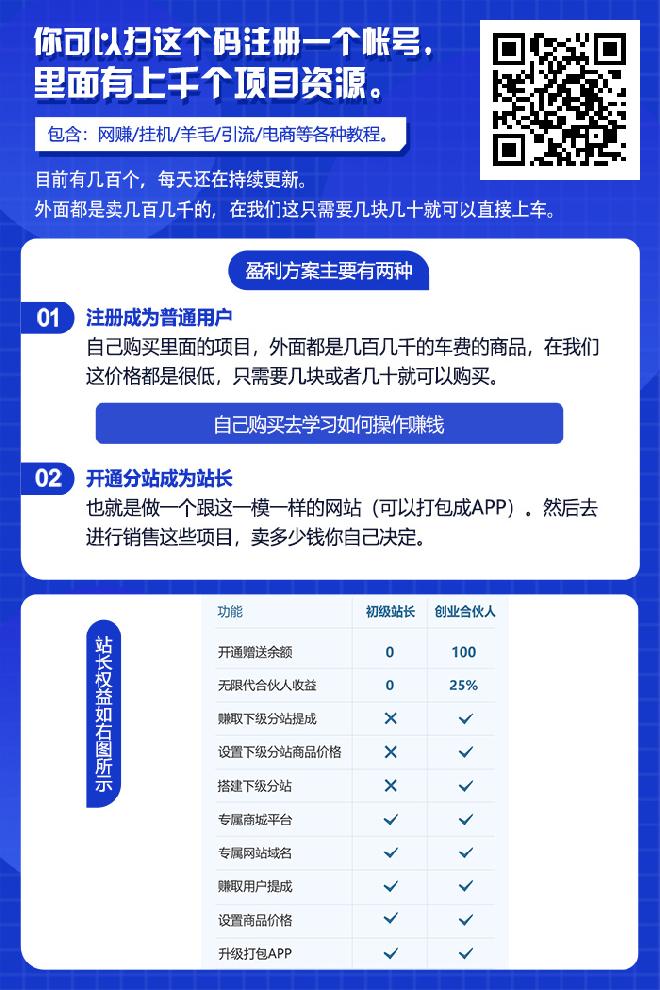 你可以扫这个码注册一个帐号，
里面有上千个项目资源。
包含：网赚/挂机/羊毛/引流/电商等各种教程。
目前有几百个，每天还在持续更新。
外面都是卖几百几千的，在我们这只需要几块几十就可以直接上车。
盈利方案主要有两种
01 注册成为普通用户
自己购买里面的项目，外面都是几百几千的车费的商品，在我们
这价格都是很低，只需要几块或者几十就可以购买。
自己购买去学习如何操作赚钱
02 开通分站成为站长
也就是做一个跟这一模一样的网站（可以打包成APP）。然后去
进行销售这些项目，卖多少钱你自己决定。
站长权益如右图所示
功能 初级站长 创业合伙人
开通赠送余额 0 100
无限代合伙人收益 0 25%
赚取下级分站提成 ✕ ✓
设置下级分站商品价格 ✕ ✓
搭建下级分站 ✕ ✓
专属商城平台 ✓ ✓
专属网站域名 ✓ ✓
赚取用户提成 ✓ ✓
设置商品价格 ✓ ✓
升级打包APP ✓ ✓